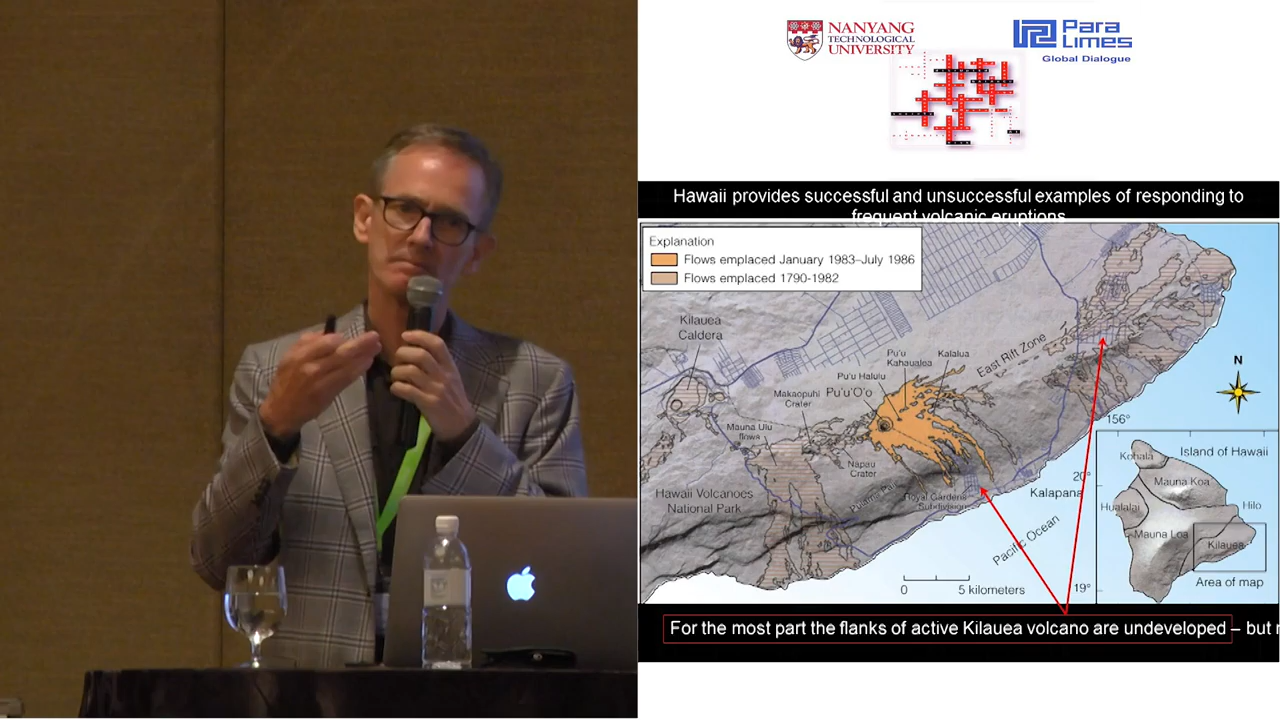 NANYANG
TECHNOLOGICAL
UNIVERSITY
Para
Limes
Global Dialogue
Hawaii provides successful and unsuccessful examples of responding to
frequent volcanic eruptions
Explanation
Flows emplaced January 1983–July 1986
Flows emplaced 1790-1982
Kilauea
Caldera
Pu'u
Kahaualea
Kalalua
East Rift Zone
Pu'u Halulu
Makaopuhi
Crater
Pu'u'O'o
N
Mauna Ulu
flows
156°
Napau
Crater
Hawaii Volcanoes
National Park
Royal Gardens
Subdivision
Kalapana
20°
Pacific Ocean
Island of Hawaii
Kohala
Mauna Koa
Hualalai
Hilo
Mauna Loa
Kilauea
Area of map
0 5 kilometers
19°
For the most part the flanks of active Kilauea volcano are undeveloped – but